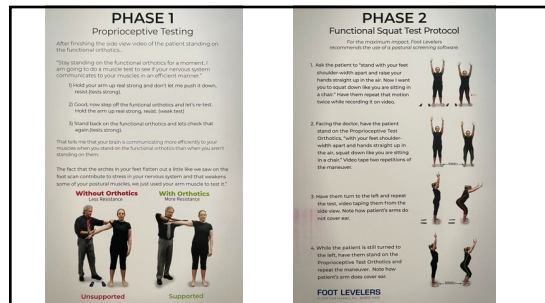 PHASE 1
Proprioceptive Testing
After finishing the side view video of the patient standing
on the functional orthotics...
"Stay standing on the functional orthotics for a moment, I
am going to do a muscle test to see if your nervous system
communicates to your muscles in an efficient manner."
1) Hold your arm up real strong and don't let me push it down,
resist (tests strong).
2) Good, now step off the functional orthotics and let's re-test.
Hold the arm up real strong, resist. (weak test)
3) Stand back on the functional orthotics and lets check that
again (tests strong).
That tells me that your brain is communicating more efficiently to your
muscles when you stand on the functional orthotics than when you aren't
standing on them.
The fact that the arches in your feet flatten out a little like we saw on the
foot scan contribute to stress in your nervous system and that weakens
some of your postural muscles, we just used your arm muscle to test it."
Without Orthotics
Less Resistance
With Orthotics
More Resistance
Unsupported
Supported
PHASE 2
Functional Squat Test Protocol
For the maximum impact, Foot Levelers
recommends the use of a postural screening software.
1. Ask the patient to "stand with your feet
shoulder-width apart and raise your
hands straight up in the air. Now I want
you to squat down like you are sitting in
a chair." Have them repeat that motion
twice while recording it on video.
2. Facing the doctor, have the patient
stand on the Proprioceptive Test
Orthotics, "with your feet shoulder-
width apart and hands straight up in
the air, squat down like you are sitting
in a chair." Video tape two repetitions of
the maneuver.
3. Have them turn to the left and repeat
the test, video taping them from the
side view. Note how patient's arms do
not cover ear.
4. While the patient is still turned to
the left, have them stand on the
Proprioceptive Test Orthotics and
repeat the maneuver. Note how
patient's arm does cover ear.
FOOT LEVELERS